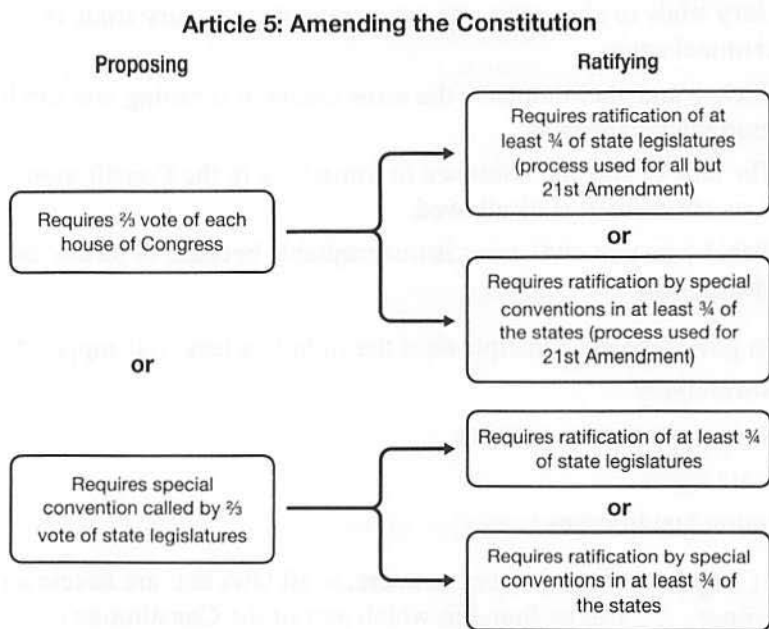 Article 5: Amending the Constitution
Proposing
Requires ⅔ vote of each
house of Congress
or
Requires special
convention called by ⅔
vote of state legislatures
Ratifying
Requires ratification of at
least ¾ of state legislatures
(process used for all but
21st Amendment)
or
Requires ratification by special
conventions in at least ¾ of
the states (process used for
21st Amendment)
Requires ratification of at least ¾
of state legislatures
or
Requires ratification by special
conventions in at least ¾ of
the states